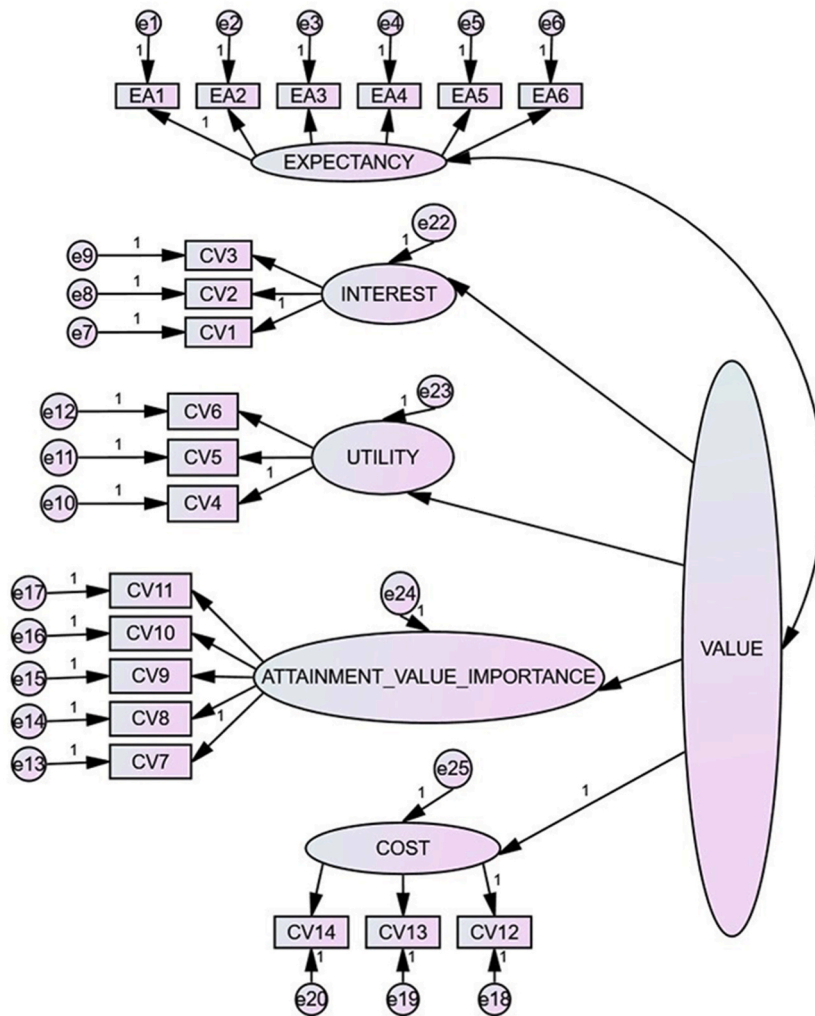 e1 e2 e3 e4 e5 e6
1 1 1 1 1 1
EA1 EA2 EA3 EA4 EA5 EA6
1
EXPECTANCY
e22
1
e9 1 CV3
e8 1 CV2 INTEREST
1
e7 1 CV1
e23
1
e12 1 CV6
e11 1 CV5 UTILITY
1
e10 1 CV4
e24
1
e17 1 CV11
e16 1 CV10
e15 1 CV9 ATTAINMENT_VALUE_IMPORTANCE
e14 1 CV8
1
e13 1 CV7
VALUE
e25
1
1
COST
1
CV14 CV13 CV12
1 1 1
e20 e19 e18